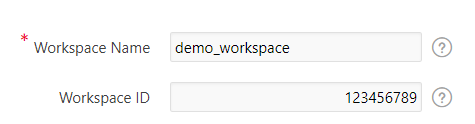 * Workspace Name demo_workspace ?
Workspace ID 123456789 ?